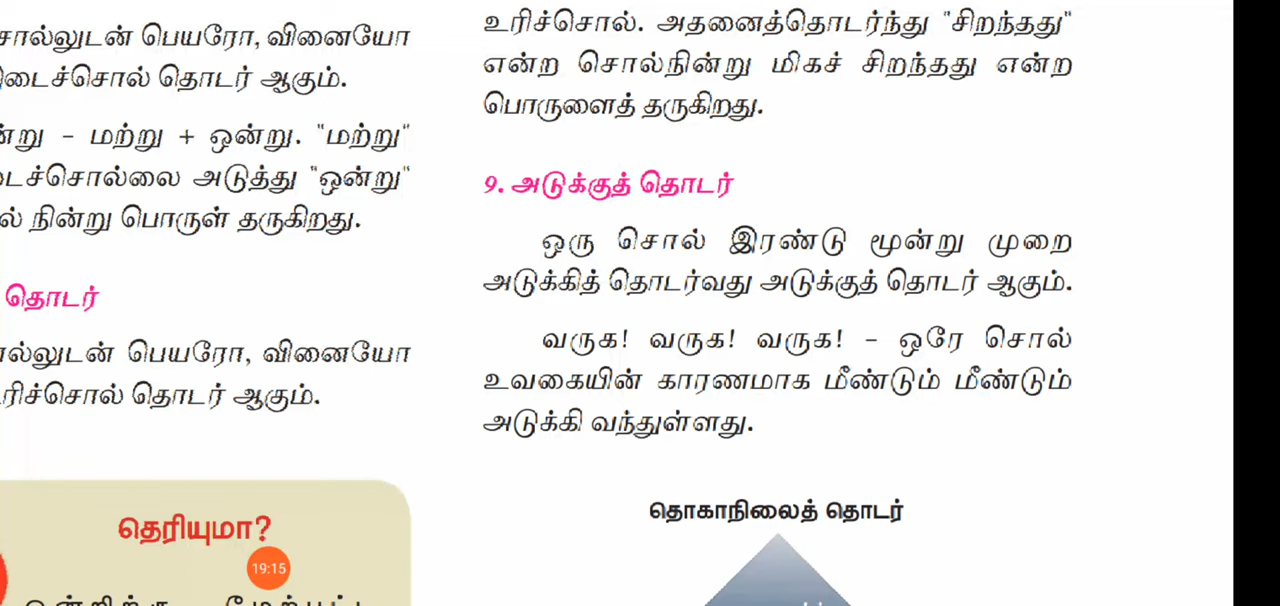 சொல்லுடன் பெயரோ, வினையோ
இடைச்சொல் தொடர் ஆகும்.
ன்று – மற்று + ஒன்று. "மற்று"
டைச்சொல்லை அடுத்து "ஒன்று"
ல் நின்று பொருள் தருகிறது.
தொடர்
ால்லுடன் பெயரோ, வினையோ
ரிச்சொல் தொடர் ஆகும்.
தெரியுமா?
19:15
உரிச்சொல். அதனைத்தொடர்ந்து "சிறந்தது"
என்ற சொல்நின்று மிகச் சிறந்தது என்ற
பொருளைத் தருகிறது.
9. அடுக்குத் தொடர்
ஒரு சொல் இரண்டு மூன்று முறை
அடுக்கித் தொடர்வது அடுக்குத் தொடர் ஆகும்.
வருக! வருக! வருக! – ஒரே சொல்
உவகையின் காரணமாக மீண்டும் மீண்டும்
அடுக்கி வந்துள்ளது.
தொகாநிலைத் தொடர்